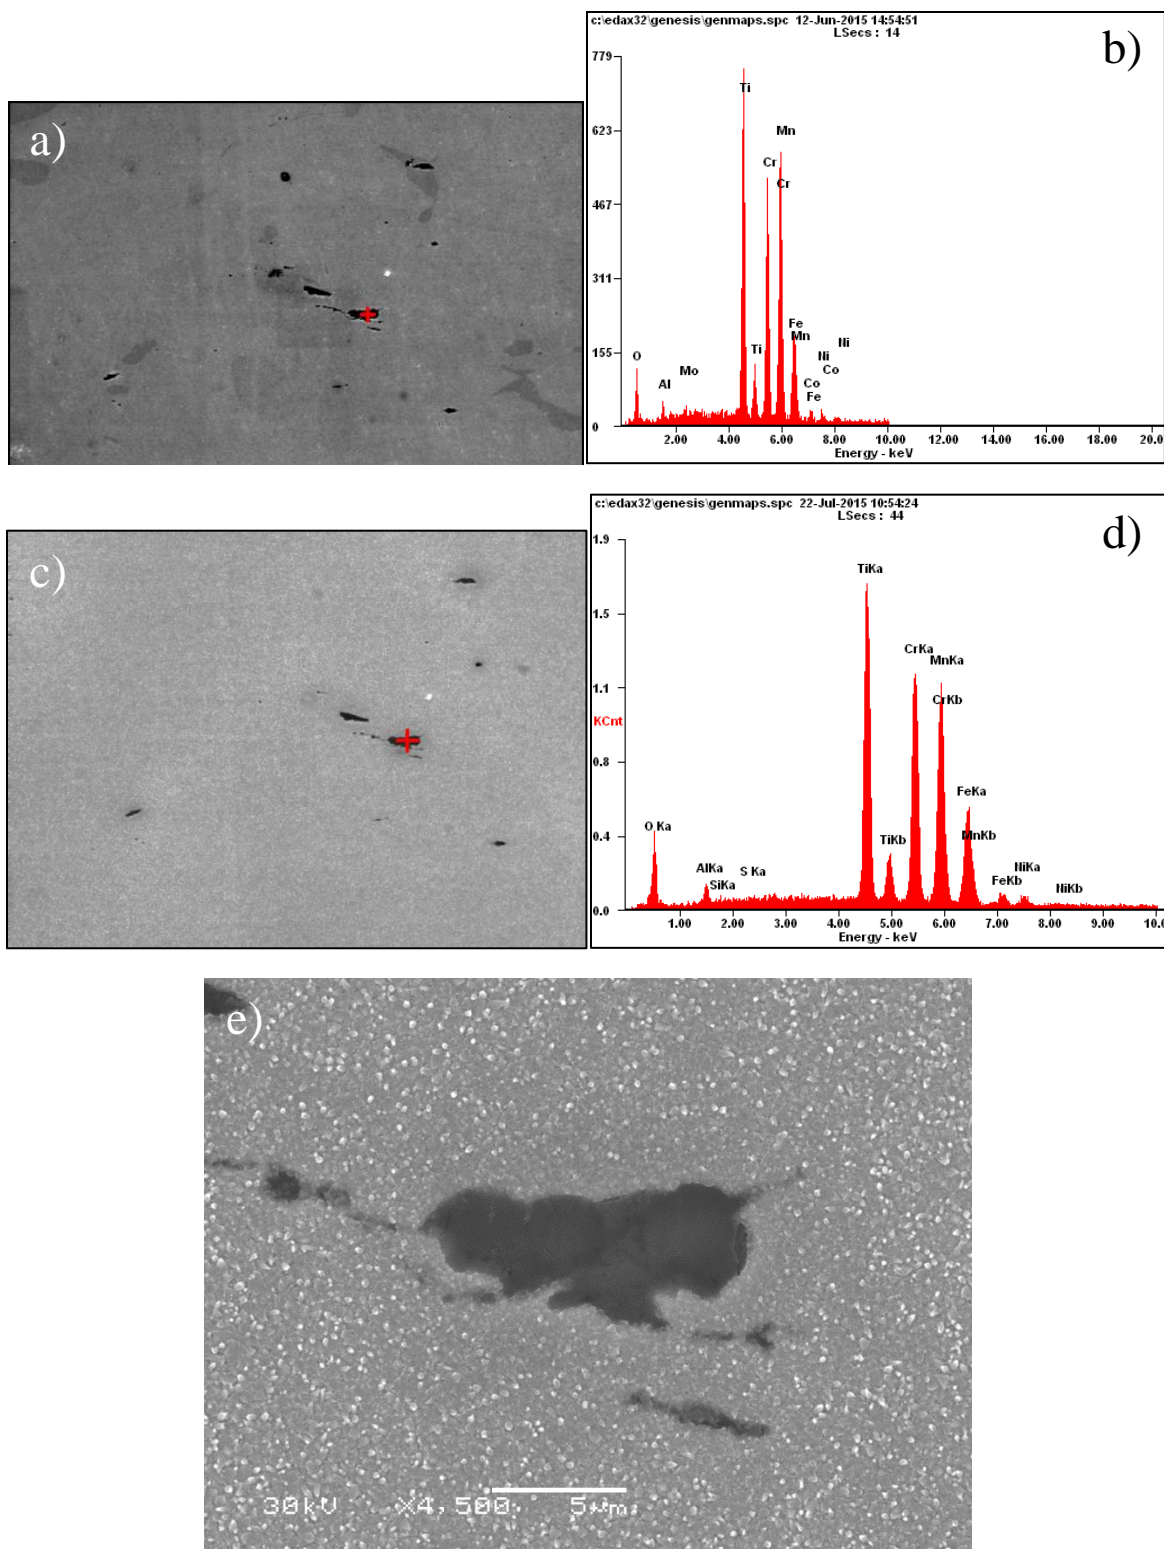 a)
c:\edax32\genesis\genmaps.spc 12-Jun-2015 14:54:51
LSecs : 14
b)
779
623
467
311
155
0
Ti
Mn
Cr
Cr
Fe
Mn
Ti
O
Al
Mo
Ni
Ni
Co
Co
Fe
2.00 4.00 6.00 8.00 10.00 12.00 14.00 16.00 18.00 20.0
Energy - keV
c)
c:\edax32\genesis\genmaps.spc 22-Jul-2015 10:54:24
LSecs : 44
d)
1.9
1.5
1.1
KCnt
0.8
0.4
0.0
TiKa
CrKa
MnKa
CrKb
FeKa
MnKb
O Ka
TiKb
AlKa
S Ka
SiKa
NiKa
FeKb
NiKb
1.00 2.00 3.00 4.00 5.00 6.00 7.00 8.00 9.00 10.0
Energy - keV
e)
30kV X4,500 5µm